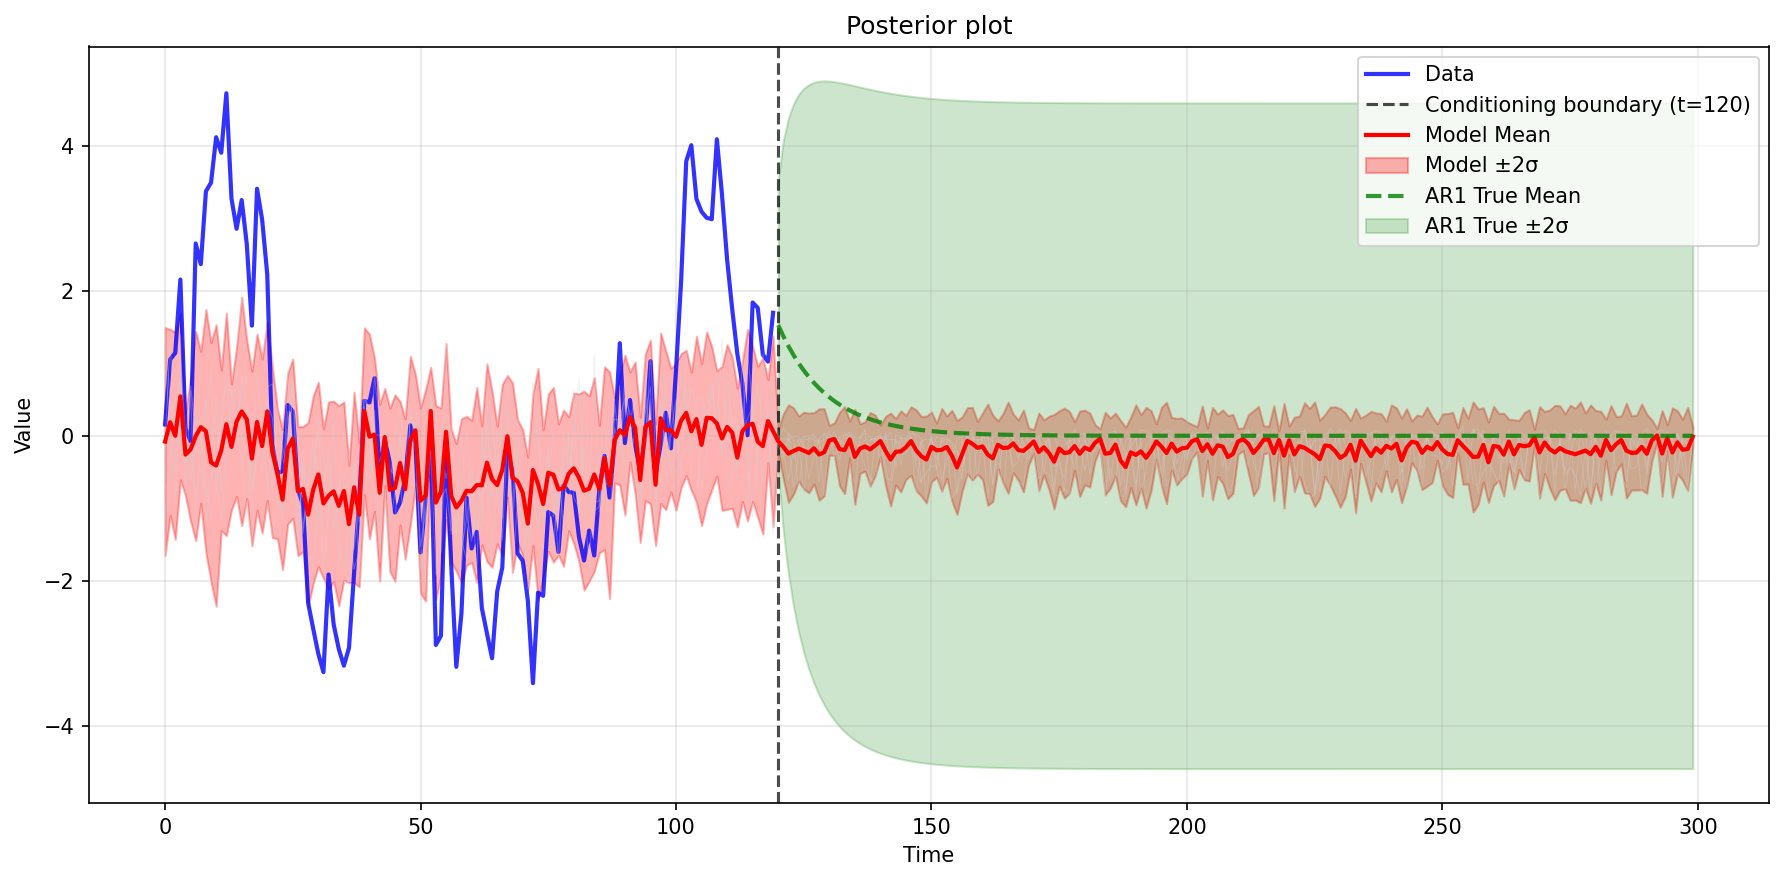 Posterior plot
Data
Conditioning boundary (t=120)
Model Mean
Model ±2σ
AR1 True Mean
AR1 True ±2σ
Value
4
2
0
−2
−4
0 50 100 150 200 250 300
Time